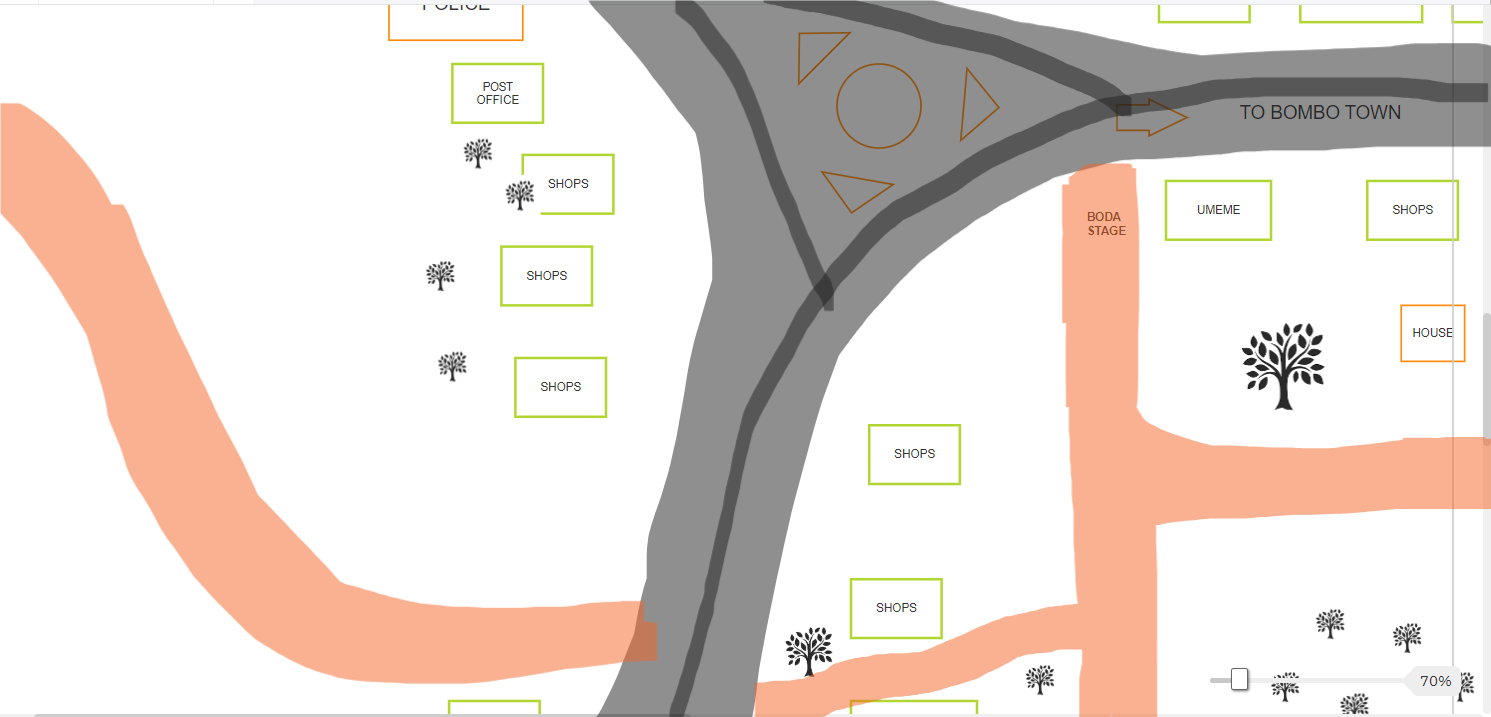 POLICE
POST
OFFICE
TO BOMBO TOWN
SHOPS
BODA
STAGE
UMEME
SHOPS
SHOPS
HOUSE
SHOPS
SHOPS
SHOPS
70%